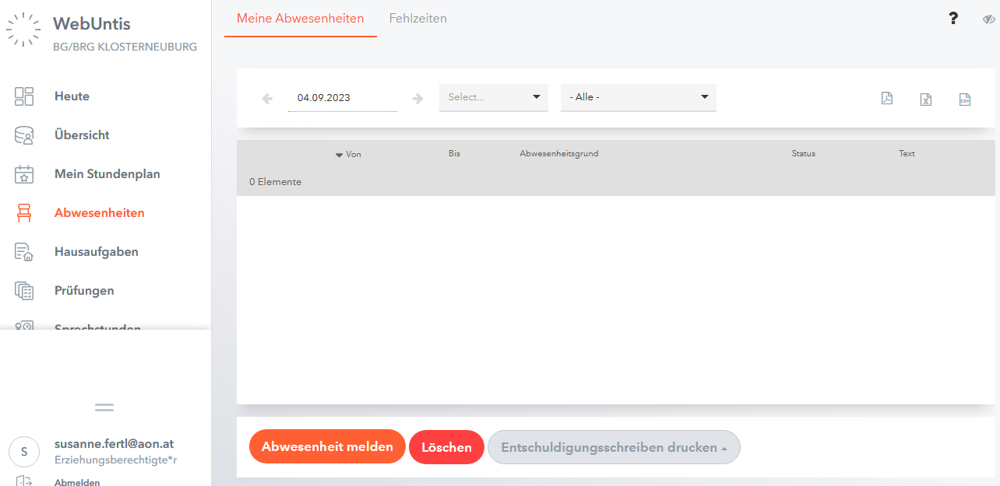 WebUntis
BG/BRG KLOSTERNEUBURG
Heute
Übersicht
Mein Stundenplan
Abwesenheiten
Hausaufgaben
Prüfungen
Sprechstunden
S
susanne.fertl@aon.at
Erziehungsberechtigte*r
Abmelden
Meine Abwesenheiten Fehlzeiten
?
04.09.2023 Select... - Alle -
Von Bis Abwesenheitsgrund Status Text
0 Elemente
Abwesenheit melden Löschen Entschuldigungsschreiben drucken